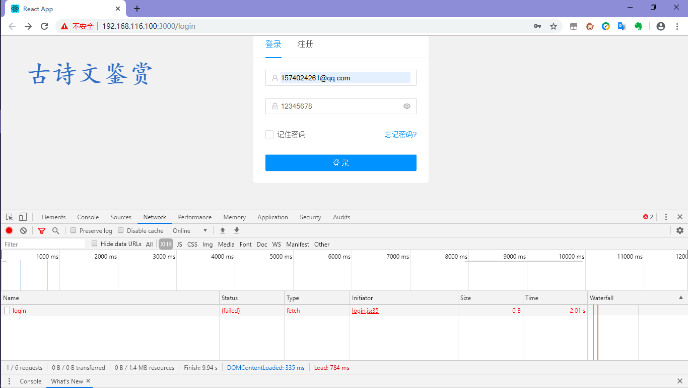 React App
不安全 192.168.116.100:3000/login
登录 注册
古诗文鉴赏
1574024261@qq.com
12345678
记住密码 忘记密码?
登 录
Elements Console Sources Network Performance Memory Application Security Audits 2
Preserve log Disable cache Online
Filter Hide data URLs All XHR JS CSS Img Media Font Doc WS Manifest Other
1000 ms 2000 ms 3000 ms 4000 ms 5000 ms 6000 ms 7000 ms 8000 ms 9000 ms 10000 ms 11000 ms
Name Status Type Initiator Size Time Waterfall
login (failed) fetch login.js:35 0 B 2.01 s
1 / 6 requests 0 B / 0 B transferred 0 B / 1.4 MB resources Finish: 9.94 s DOMContentLoaded: 535 ms Load: 784 ms
Console What's New